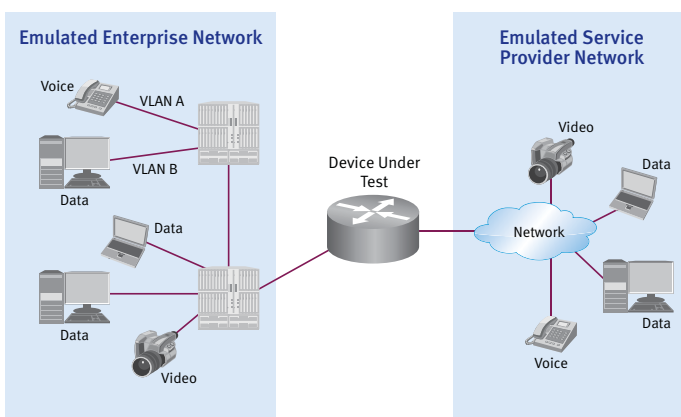 Emulated Enterprise Network
Voice
VLAN A
VLAN B
Data
Data
Data
Video
Device Under
Test
Emulated Service
Provider Network
Video
Data
Network
Data
Voice